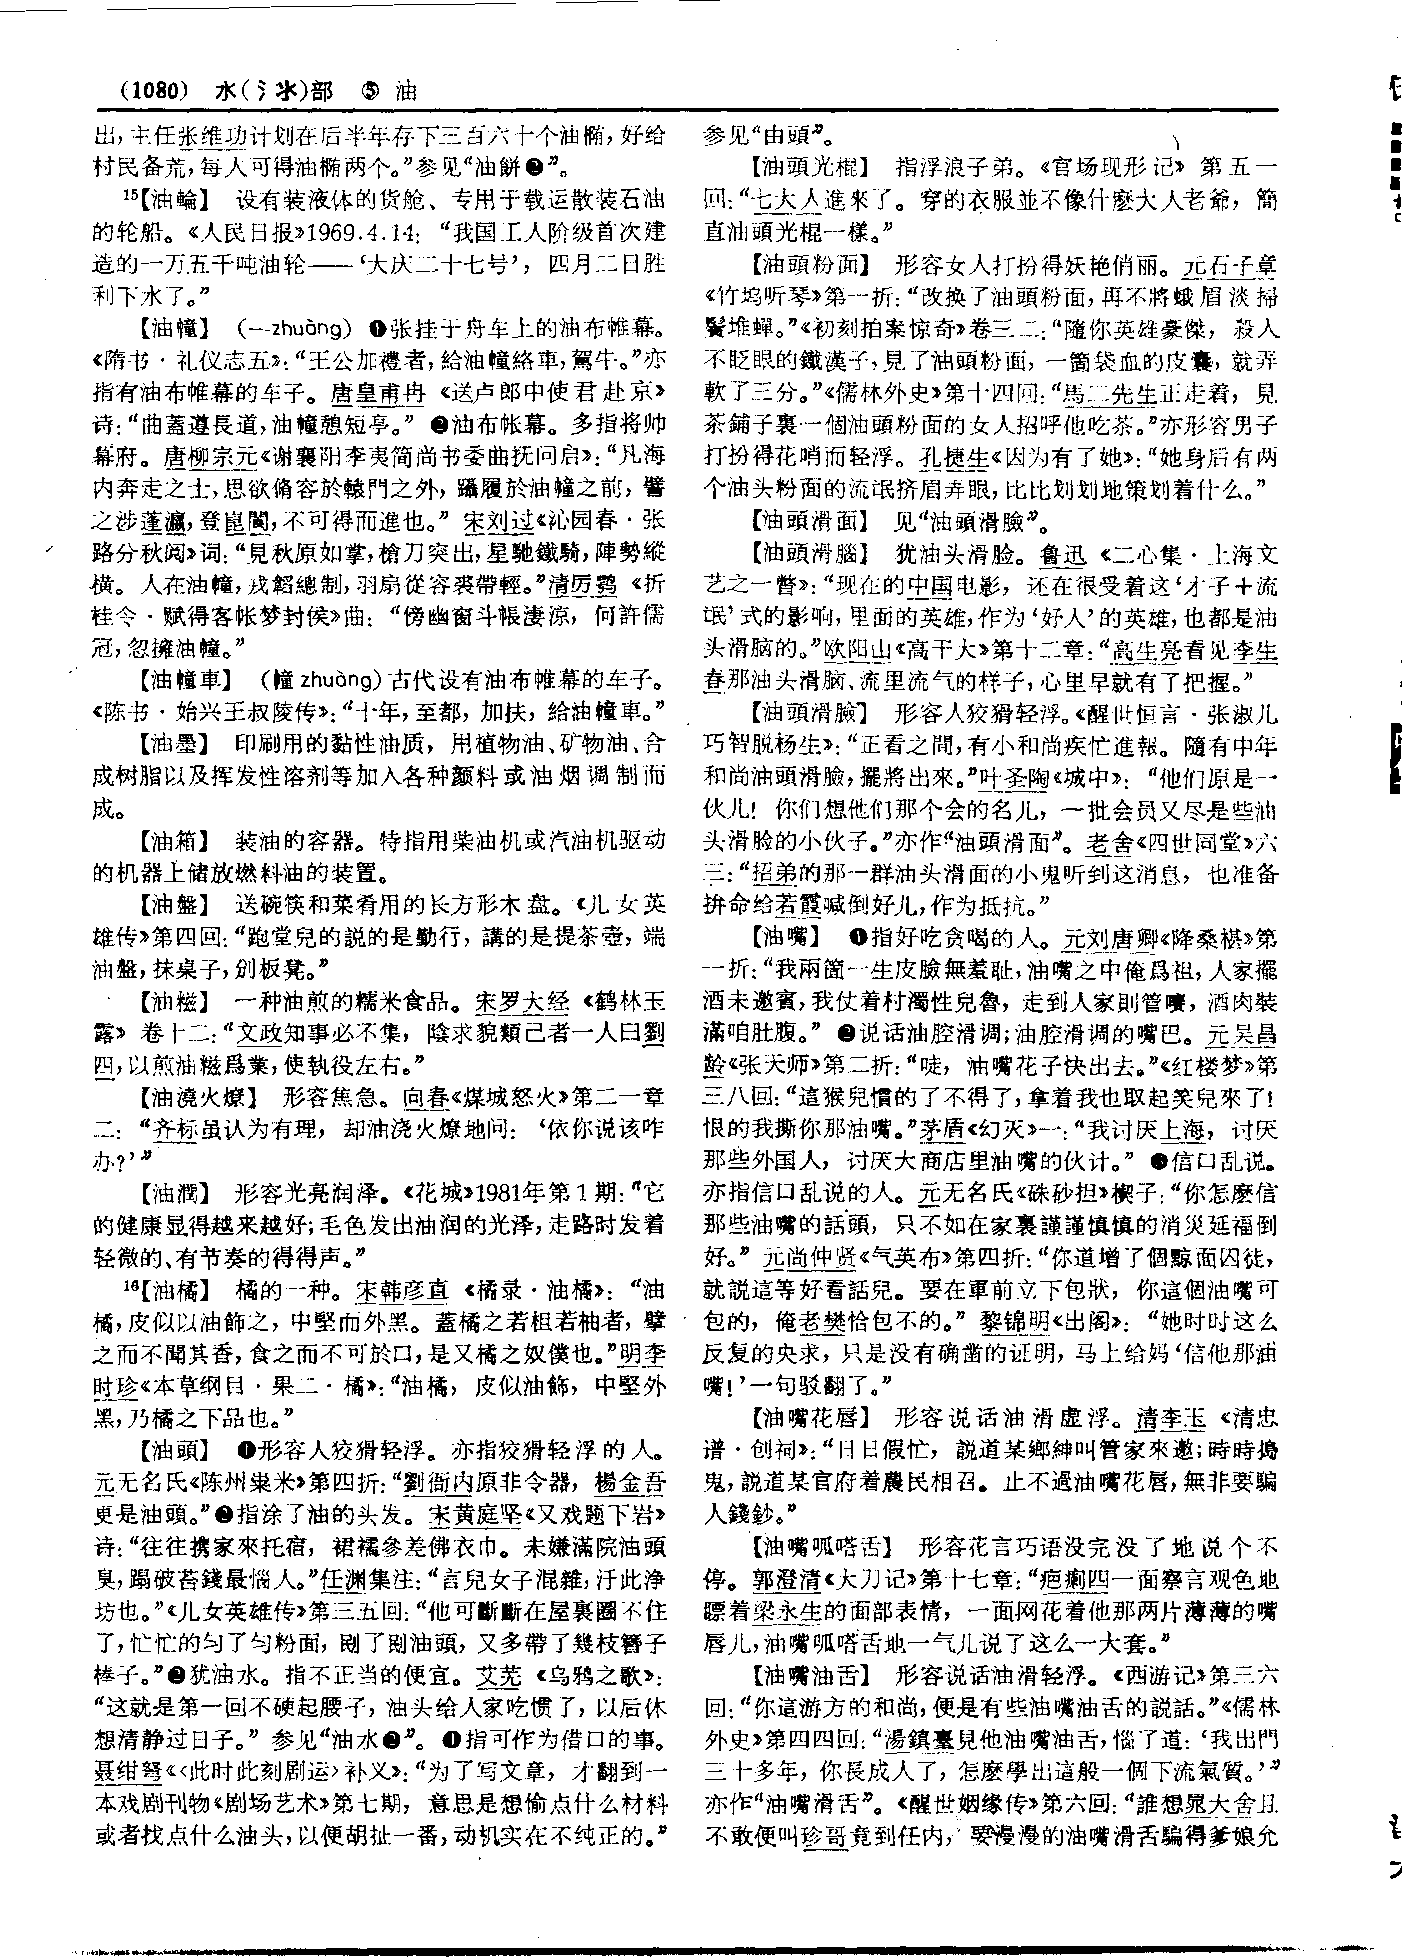 (1080) 水(氵氺)部 ⑤ 油
出，主任张维功计划在后半年存下三百六十个油椭，好给
村民备荒，每人可得油椭两个。”参见“油餅❷”。
15【油輪】 设有装液体的货舱、专用于载运散装石油
的轮船。《人民日报》1969.4.14：“我国工人阶级首次建
造的一万五千吨油轮——‘大庆二十七号’，四月二日胜
利下水了。”
【油幢】 (—zhuàng) ❶张挂于舟车上的油布帷幕。
《隋书·礼仪志五》：“王公加禮者，給油幢絡車，駕牛。”亦
指有油布帷幕的车子。唐皇甫冉《送卢郎中使君赴京》
诗：“曲蓋遵長道，油幢憩短亭。” ❷油布帐幕。多指将帅
幕府。唐柳宗元《谢襄阳李夷简尚书委曲抚问启》：“凡海
内奔走之士，思欲脩容於轅門之外，躡履於油幢之前，譬
之涉蓬瀛，登崑閬，不可得而進也。” 宋刘过《沁园春·张
路分秋阅》词：“見秋原如掌，槍刀突出，星馳鐵騎，陣勢縱
横。人在油幢，戎韜總制，羽扇從容裘帶輕。”清厉鹗《折
桂令·赋得客帐梦封侯》曲：“傍幽窗斗帳淒涼，何許儒
冠，忽擁油幢。”
【油幢車】 (幢 zhuàng)古代设有油布帷幕的车子。
《陈书·始兴王叔陵传》：“十年，至都，加扶，給油幢車。”
【油墨】 印刷用的黏性油质，用植物油、矿物油、合
成树脂以及挥发性溶剂等加入各种颜料或油烟调制而
成。
【油箱】 装油的容器。特指用柴油机或汽油机驱动
的机器上储放燃料油的装置。
【油盤】 送碗筷和菜肴用的长方形木盘。《儿女英
雄传》第四回：“跑堂兒的説的是勤行，講的是提茶壺，端
油盤，抹桌子，剉板凳。”
【油糍】 一种油煎的糯米食品。宋罗大经《鹤林玉
露》卷十二：“文政知事必不集，陰求貌類己者一人曰劉
四，以煎油糍爲業，使執役左右。”
【油澆火燎】 形容焦急。向春《煤城怒火》第二一章
二：“齐标虽认为有理，却油浇火燎地问：‘依你说该咋
办？’”
【油潤】 形容光亮润泽。《花城》1981年第1期：“它
的健康显得越来越好；毛色发出油润的光泽，走路时发着
轻微的、有节奏的得得声。”
16【油橘】 橘的一种。宋韩彦直《橘录·油橘》：“油
橘，皮似以油飾之，中堅而外黑。蓋橘之若柤若柚者，擘
之而不聞其香，食之而不可於口，是又橘之奴僕也。”明李
时珍《本草纲目·果二·橘》：“油橘，皮似油飾，中堅外
黑，乃橘之下品也。”
【油頭】 ❶形容人狡猾轻浮。亦指狡猾轻浮的人。
元无名氏《陈州粜米》第四折：“劉衙内原非令器，楊金吾
更是油頭。”❷指涂了油的头发。宋黄庭坚《又戏题下岩》
诗：“往往携家來托宿，裙襦參差佛衣巾。未嫌滿院油頭
臭，蹋破苔錢最惱人。”任渊集注：“言兒女子混雜，汙此净
坊也。”《儿女英雄传》第三五回：“他可斷斷在屋裏圈不住
了，忙忙的匀了匀粉面，刷了刷油頭，又多帶了幾枝簪子
棒子。”❸犹油水。指不正当的便宜。艾芜《乌鸦之歌》：
“这就是第一回不硬起腰子，油头给人家吃惯了，以后休
想清静过日子。” 参见“油水❷”。❹指可作为借口的事。
聂绀弩《〈此时此刻剧运〉补义》：“为了写文章，才翻到一
本戏剧刊物《剧场艺术》第七期，意思是想偷点什么材料
或者找点什么油头，以便胡扯一番，动机实在不纯正的。”
参见“由頭”。
【油頭光棍】 指浮浪子弟。《官场现形记》第五一
回：“七大人進來了。穿的衣服並不像什麽大人老爺，簡
直油頭光棍一樣。”
【油頭粉面】 形容女人打扮得妖艳俏丽。元石子章
《竹坞听琴》第一折：“改换了油頭粉面，再不將蛾眉淡掃
鬢堆蟬。”《初刻拍案惊奇》卷三二：“隨你英雄豪傑，殺人
不眨眼的鐵漢子，見了油頭粉面，一箇袋血的皮囊，就弄
軟了三分。”《儒林外史》第十四回：“馬二先生正走着，見
茶鋪子裏一個油頭粉面的女人招呼他吃茶。”亦形容男子
打扮得花哨而轻浮。孔捷生《因为有了她》：“她身后有两
个油头粉面的流氓挤眉弄眼，比比划划地策划着什么。”
【油頭滑面】 见“油頭滑臉”。
【油頭滑腦】 犹油头滑脸。鲁迅《二心集·上海文
艺之一瞥》：“现在的中国电影，还在很受着这‘才子＋流
氓’式的影响，里面的英雄，作为‘好人’的英雄，也都是油
头滑脑的。”欧阳山《高干大》第十二章：“高生亮看见李生
春那油头滑脑、流里流气的样子，心里早就有了把握。”
【油頭滑臉】 形容人狡猾轻浮。《醒世恒言·张淑儿
巧智脱杨生》：“正看之間，有小和尚疾忙進報。隨有中年
和尚油頭滑臉，擺將出來。”叶圣陶《城中》：“他们原是一
伙儿！你们想他们那个会的名儿，一批会员又尽是些油
头滑脸的小伙子。”亦作“油頭滑面”。老舍《四世同堂》六
三：“招弟的那一群油头滑面的小鬼听到这消息，也准备
拚命给若霞喊倒好儿，作为抵抗。”
【油嘴】 ❶指好吃贪喝的人。元刘唐卿《降桑椹》第
一折：“我兩箇一生皮臉無羞耻，油嘴之中俺爲祖，人家擺
酒未邀賓，我仗着村濁性兒魯，走到人家則管嚷，酒肉裝
滿咱肚腹。” ❷说话油腔滑调；油腔滑调的嘴巴。元吴昌
龄《张天师》第二折：“唗，油嘴花子快出去。”《红楼梦》第
三八回：“這猴兒慣的了不得了，拿着我也取起笑兒來了！
恨的我撕你那油嘴。”茅盾《幻灭》一：“我讨厌上海，讨厌
那些外国人，讨厌大商店里油嘴的伙计。” ❸信口乱说。
亦指信口乱说的人。元无名氏《硃砂担》楔子：“你怎麽信
那些油嘴的話頭，只不如在家裏謹謹慎慎的消災延福倒
好。” 元尚仲贤《气英布》第四折：“你道增了個黥面囚徒，
就説這等好看話兒。要在軍前立下包狀，你這個油嘴可
包的，俺老樊恰包不的。” 黎锦明《出阁》：“她时时这么
反复的央求，只是没有确凿的证明，马上给妈‘信他那油
嘴！’一句驳翻了。”
【油嘴花唇】 形容说话油滑虚浮。清李玉《清忠
谱·创祠》：“日日假忙，説道某鄉紳叫管家來邀；時時搗
鬼，説道某官府着農民相召。止不過油嘴花唇，無非要騙
人錢鈔。”
【油嘴呱嗒舌】 形容花言巧语没完没了地说个不
停。郭澄清《大刀记》第十七章：“疤瘌四一面察言观色地
瞟着梁永生的面部表情，一面网花着他那两片薄薄的嘴
唇儿，油嘴呱嗒舌地一气儿说了这么一大套。”
【油嘴油舌】 形容说话油滑轻浮。《西游记》第三六
回：“你這游方的和尚，便是有些油嘴油舌的説話。”《儒林
外史》第四四回：“湯鎮臺見他油嘴油舌，惱了道：‘我出門
三十多年，你長成人了，怎麽學出這般一個下流氣質。’”
亦作“油嘴滑舌”。《醒世姻缘传》第六回：“誰想晁大舍且
不敢便叫珍哥竟到任内，要漫漫的油嘴滑舌騙得爹娘允